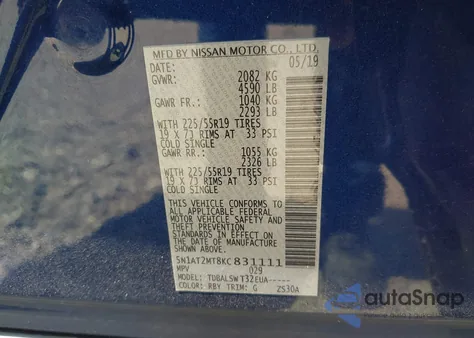 MFD BY NISSAN MOTOR CO., LTD.
DATE: 05/19
GVWR: 2082 KG
4590 LB
GAWR FR.: 1040 KG
2293 LB
WITH 225/55R19 TIRES
19 X 7J RIMS AT 33 PSI
COLD SINGLE
GAWR RR.: 1055 KG
2326 LB
WITH 225/55R19 TIRES
19 X 7J RIMS AT 33 PSI
COLD SINGLE
THIS VEHICLE CONFORMS TO
ALL APPLICABLE FEDERAL
MOTOR VEHICLE SAFETY AND
THEFT PREVENTION
STANDARDS IN EFFECT ON
THE DATE OF MANUFACTURE
SHOWN ABOVE.
5N1AT2MT8KC831111
MPV 029
MODEL: TDBALSWT32EUA-----
COLOR: RBY TRIM: G ZS30A
autoSnap